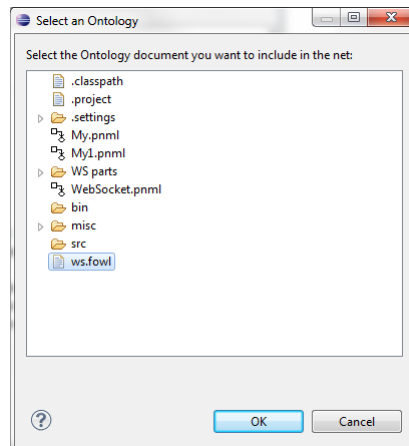 Select an Ontology
Select the Ontology document you want to include in the net:
.classpath
.project
.settings
My.pnml
My1.pnml
WS parts
WebSocket.pnml
bin
misc
src
ws.fowl
?
OK
Cancel